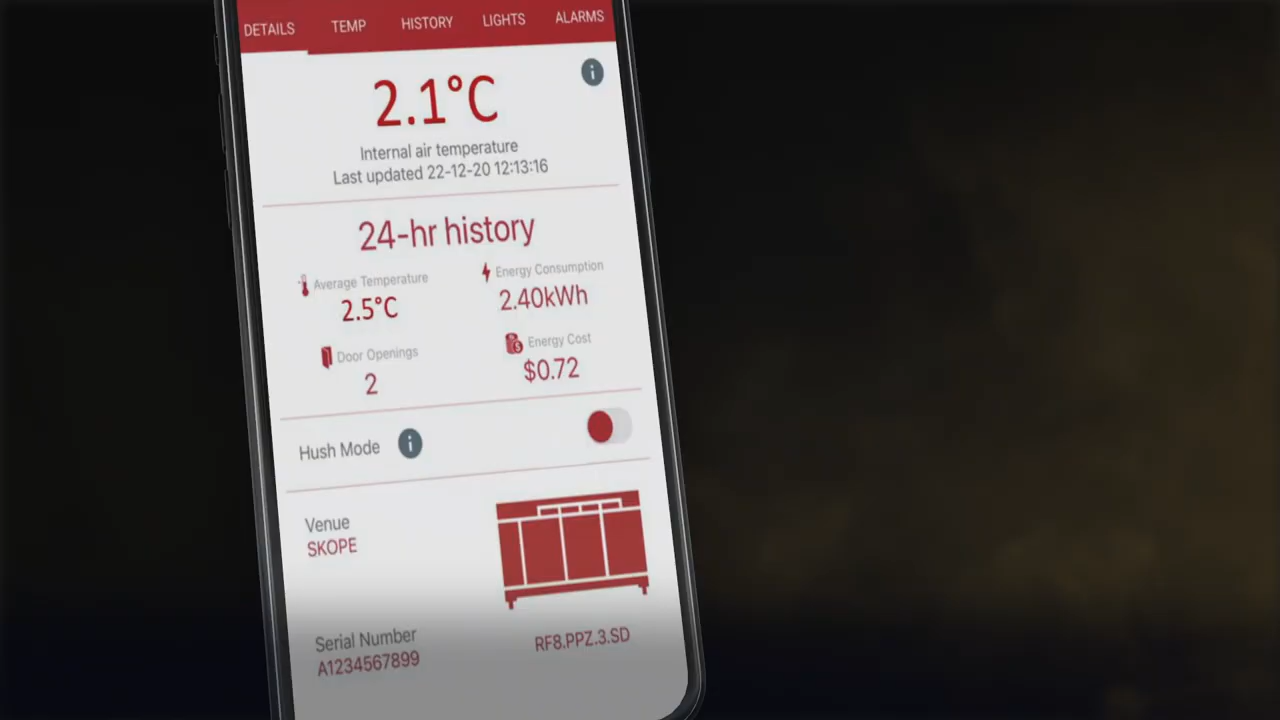 DETAILS TEMP HISTORY LIGHTS ALARMS
2.1°C
Internal air temperature
Last updated 22-12-20 12:13:16
24-hr history
Average Temperature Energy Consumption
2.5°C 2.40kWh
Door Openings Energy Cost
2 $0.72
Hush Mode
Venue
SKOPE
Serial Number RF8.PPZ.3.SD
A1234567899